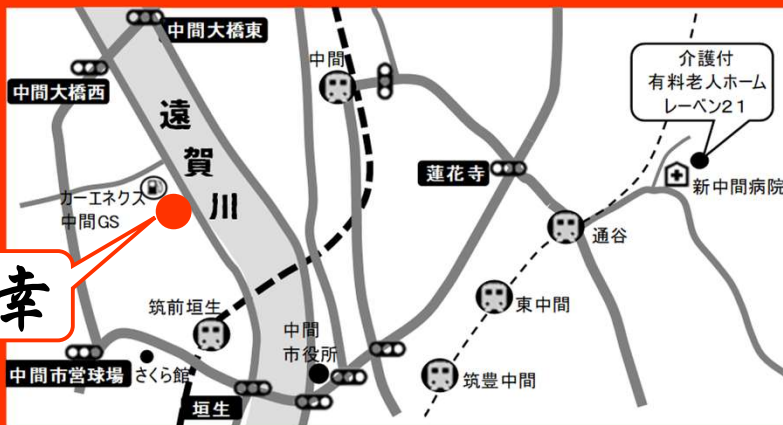 中間大橋東
中間大橋西
遠賀川
中間
介護付
有料老人ホーム
レーベン21
蓮花寺
新中間病院
カーエネクス
中間GS
通谷
幸
筑前垣生
東中間
中間
市役所
中間市営球場
さくら館
筑豊中間
垣生